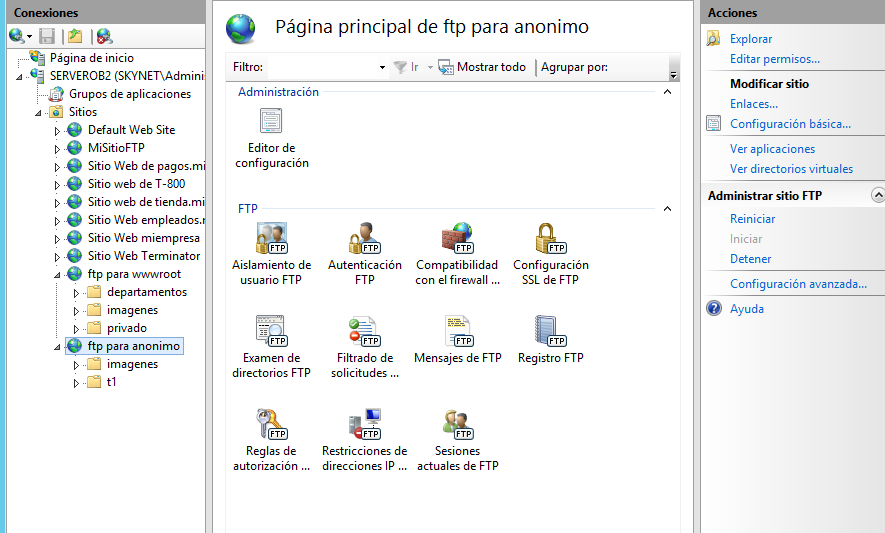 Conexiones
Página de inicio
SERVEROB2 (SKYNET\Adminis
Grupos de aplicaciones
Sitios
Default Web Site
MiSitioFTP
Sitio Web de pagos.mi
Sitio web de T-800
Sitio web de tienda.mi
Sitio Web empleados.r
Sitio Web miempresa
Sitio Web Terminator
ftp para wwwroot
departamentos
imagenes
privado
ftp para anonimo
imagenes
t1
Página principal de ftp para anonimo
Filtro: Ir Mostrar todo Agrupar por:
Administración
Editor de configuración
FTP
Aislamiento de usuario FTP
Autenticación FTP
Compatibilidad con el firewall ...
Configuración SSL de FTP
Examen de directorios FTP
Filtrado de solicitudes ...
Mensajes de FTP
Registro FTP
Reglas de autorización ...
Restricciones de direcciones IP ...
Sesiones actuales de FTP
Acciones
Explorar
Editar permisos...
Modificar sitio
Enlaces...
Configuración básica...
Ver aplicaciones
Ver directorios virtuales
Administrar sitio FTP
Reiniciar
Iniciar
Detener
Configuración avanzada...
Ayuda